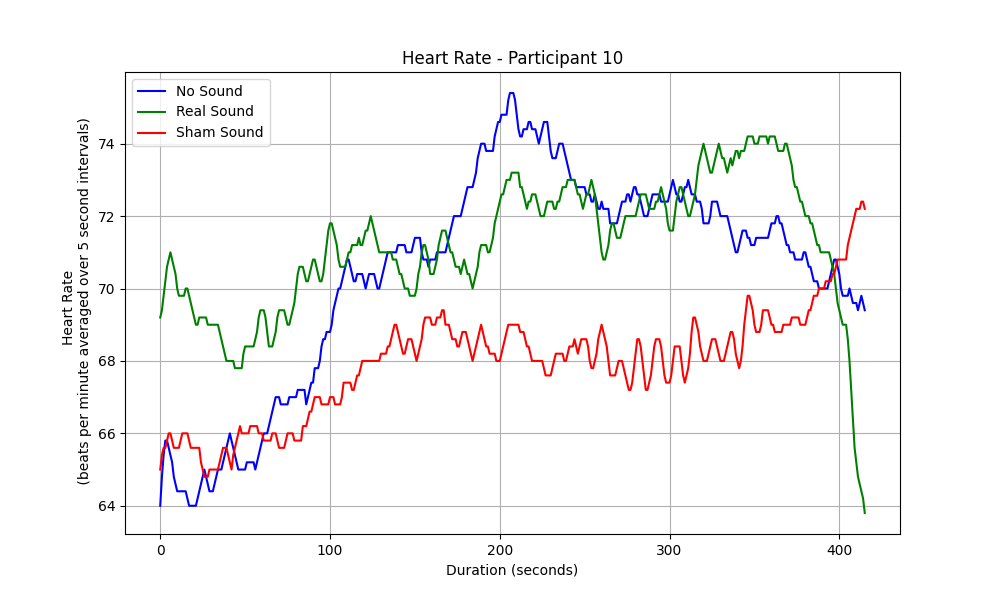 Heart Rate - Participant 10
No Sound
Real Sound
Sham Sound
Heart Rate
(beats per minute averaged over 5 second intervals)
74
72
70
68
66
64
0
100
200
300
400
Duration (seconds)